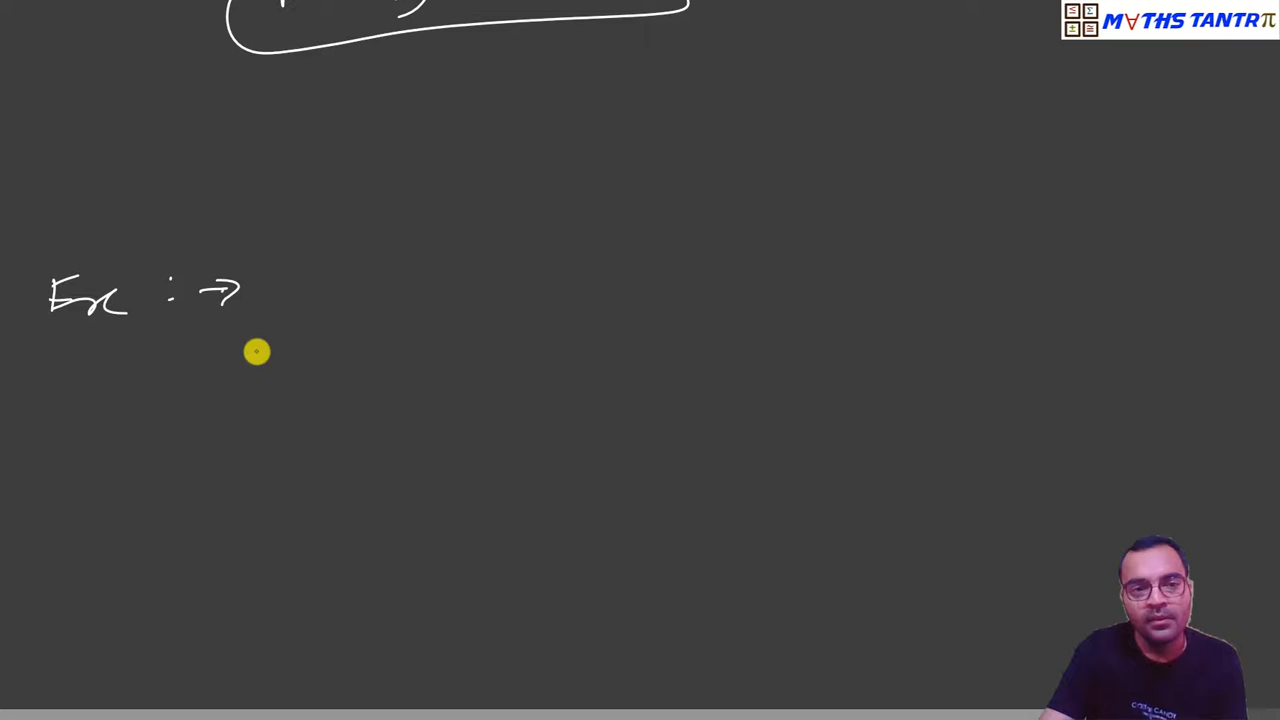 MATHS TANTRπ
Ex : →